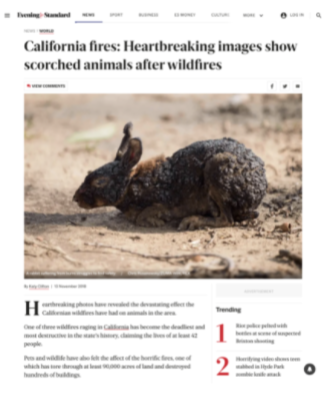 Evening Standard
NEWS
SPORT
BUSINESS
CULTURE
MORE
LOG IN
NEWS | WORLD
California fires: Heartbreaking images show
scorched animals after wildfires
VIEW COMMENTS
13 November 2018
ADVERTISEMENT
Heartbreaking photos have revealed the devastating effect the
Californian wildfires have had on animals in the area.
One of three wildfires raging in California has become the deadliest and
most destructive in the state's history, claiming the lives of at least 42
people.
Pets and wildlife have also felt the affect of the horrific fires, one of
which has tore through at least 90,000 acres of land and destroyed
hundreds of buildings.
Trending
1
Riot police pelted with
bottles at scene of suspected
Brixton shooting
2
Horrifying video shows teen
stabbed in Hyde Park
zombie knife attack